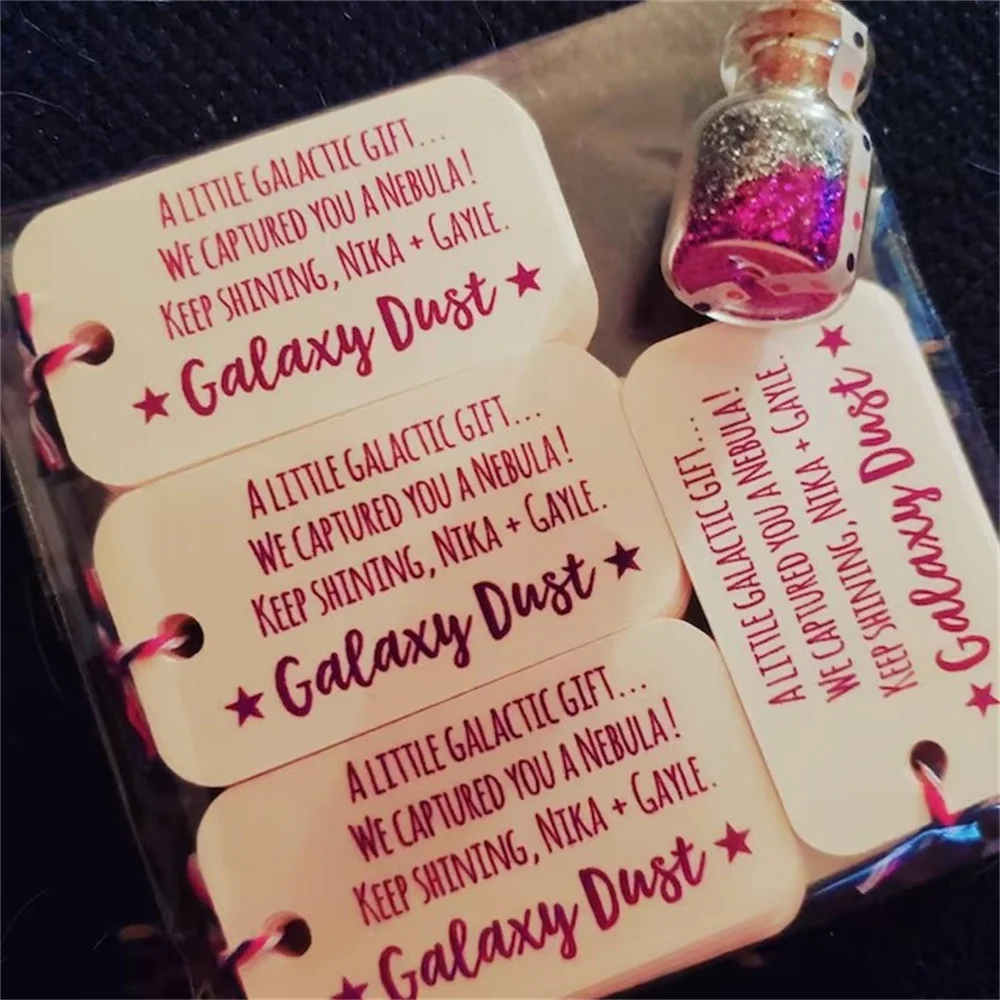 A LITTLE GALACTIC GIFT...
WE CAPTURED YOU A NEBULA!
KEEP SHINING, NIKA + GAYLE.
★ Galaxy Dust ★
A LITTLE GALACTIC GIFT...
WE CAPTURED YOU A NEBULA!
KEEP SHINING, NIKA + GAYLE.
★ Galaxy Dust ★
A LITTLE GALACTIC GIFT...
WE CAPTURED YOU A NEBULA!
KEEP SHINING, NIKA + GAYLE.
★ Galaxy Dust ★
A LITTLE GALACTIC GIFT...
WE CAPTURED YOU A NEBULA!
KEEP SHINING, NIKA + GAYLE.
★ Galaxy Dust ★